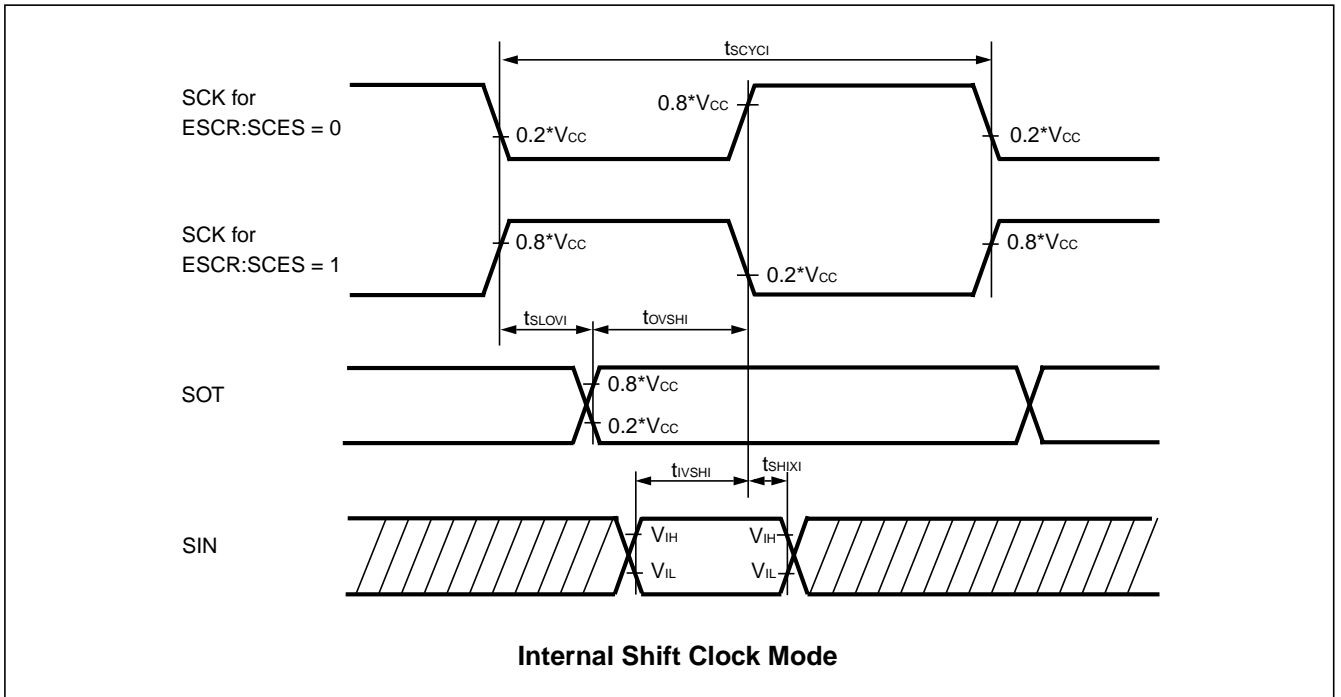 tSCYCI
SCK for
ESCR:SCES = 0
0.8*VCC
0.2*VCC
0.2*VCC
SCK for
ESCR:SCES = 1
0.8*VCC
0.8*VCC
0.2*VCC
tSLOVI
tOVSHI
SOT
0.8*VCC
0.2*VCC
tIVSHI
tSHIXI
SIN
VIH
VIH
VIL
VIL
Internal Shift Clock Mode